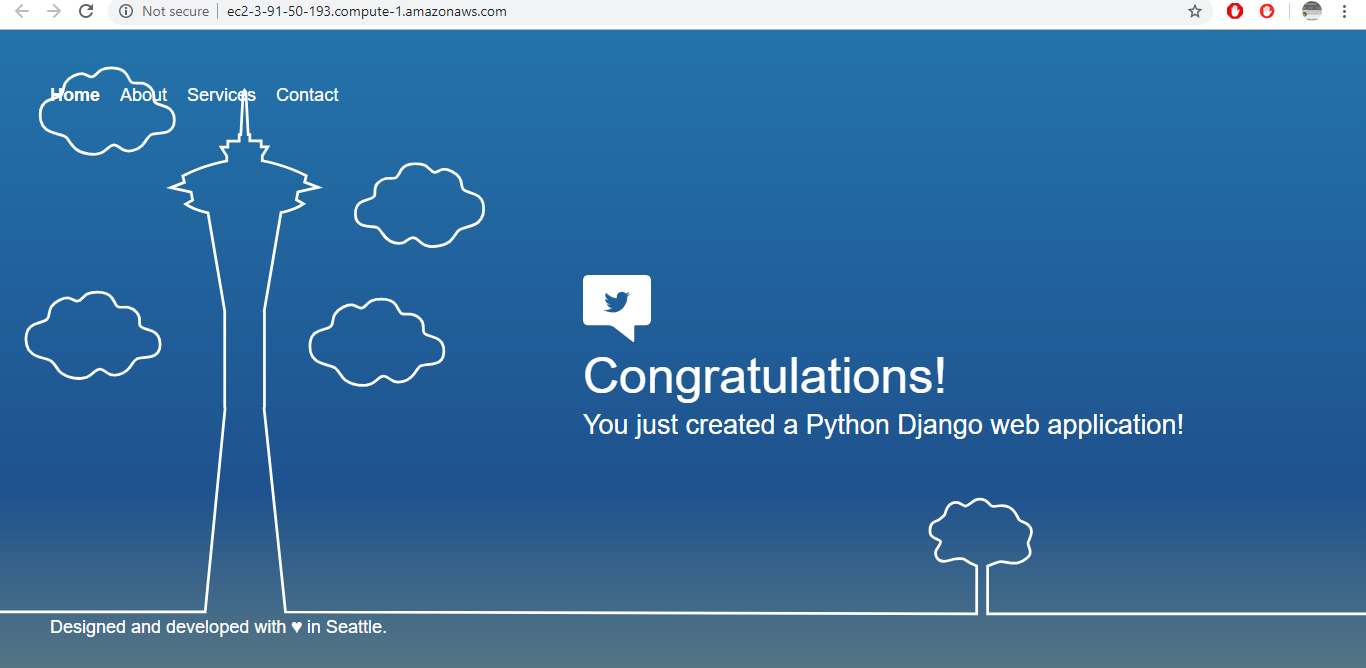 Not secure
ec2-3-91-50-193.compute-1.amazonaws.com
Home About Services Contact
Congratulations!
You just created a Python Django web application!
Designed and developed with ♥ in Seattle.